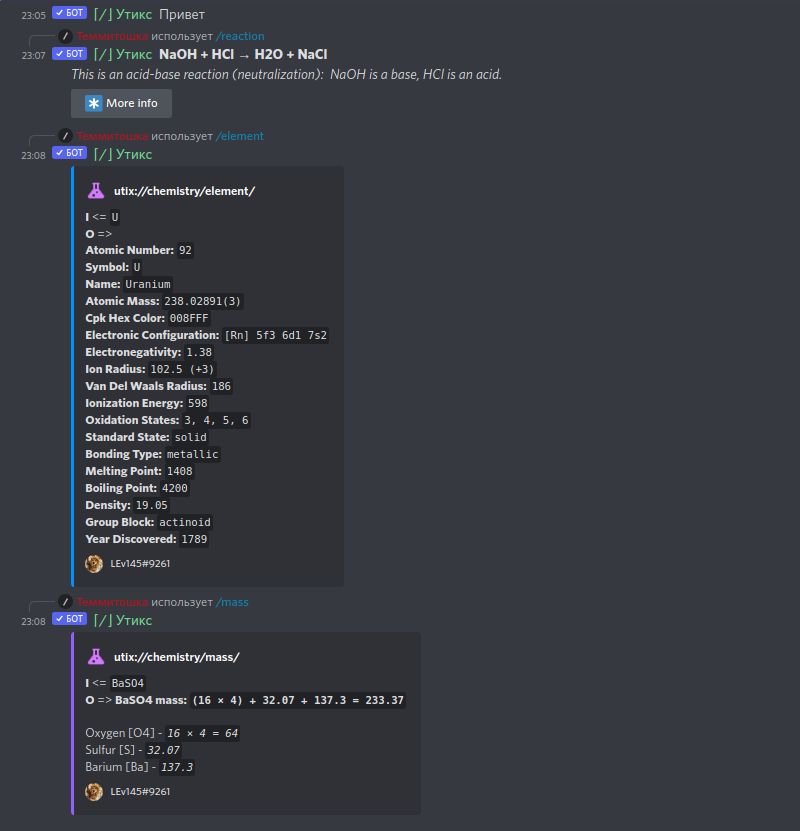 23:05 ✔ БОТ [/] Утикс Привет
/ Теммитошка использует /reaction
23:07 ✔ БОТ [/] Утикс NaOH + HCl → H2O + NaCl
This is an acid-base reaction (neutralization): NaOH is a base, HCl is an acid.
More info
/ Теммитошка использует /element
23:08 ✔ БОТ [/] Утикс
utix://chemistry/element/
I <= U
O =>
Atomic Number: 92
Symbol: U
Name: Uranium
Atomic Mass: 238.02891(3)
Cpk Hex Color: 008FFF
Electronic Configuration: [Rn] 5f3 6d1 7s2
Electronegativity: 1.38
Ion Radius: 102.5 (+3)
Van Del Waals Radius: 186
Ionization Energy: 598
Oxidation States: 3, 4, 5, 6
Standard State: solid
Bonding Type: metallic
Melting Point: 1408
Boiling Point: 4200
Density: 19.05
Group Block: actinoid
Year Discovered: 1789
LEv145#9261
/ Теммитошка использует /mass
23:08 ✔ БОТ [/] Утикс
utix://chemistry/mass/
I <= BaSO4
O => BaSO4 mass: (16 × 4) + 32.07 + 137.3 = 233.37
Oxygen [O4] - 16 × 4 = 64
Sulfur [S] - 32.07
Barium [Ba] - 137.3
LEv145#9261